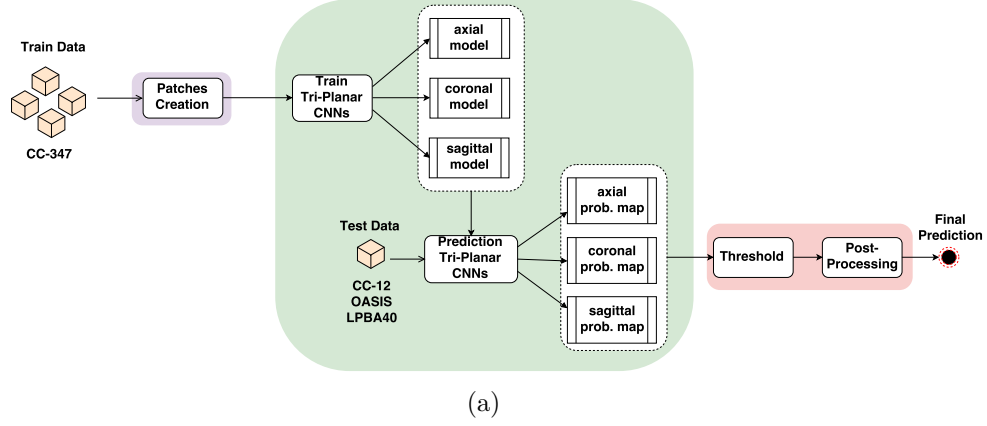 Train Data
CC-347
Patches
Creation
Train
Tri-Planar
CNNs
axial
model
coronal
model
sagittal
model
Test Data
CC-12
OASIS
LPBA40
Prediction
Tri-Planar
CNNs
axial
prob. map
coronal
prob. map
sagittal
prob. map
Threshold
Post-
Processing
Final
Prediction
(a)